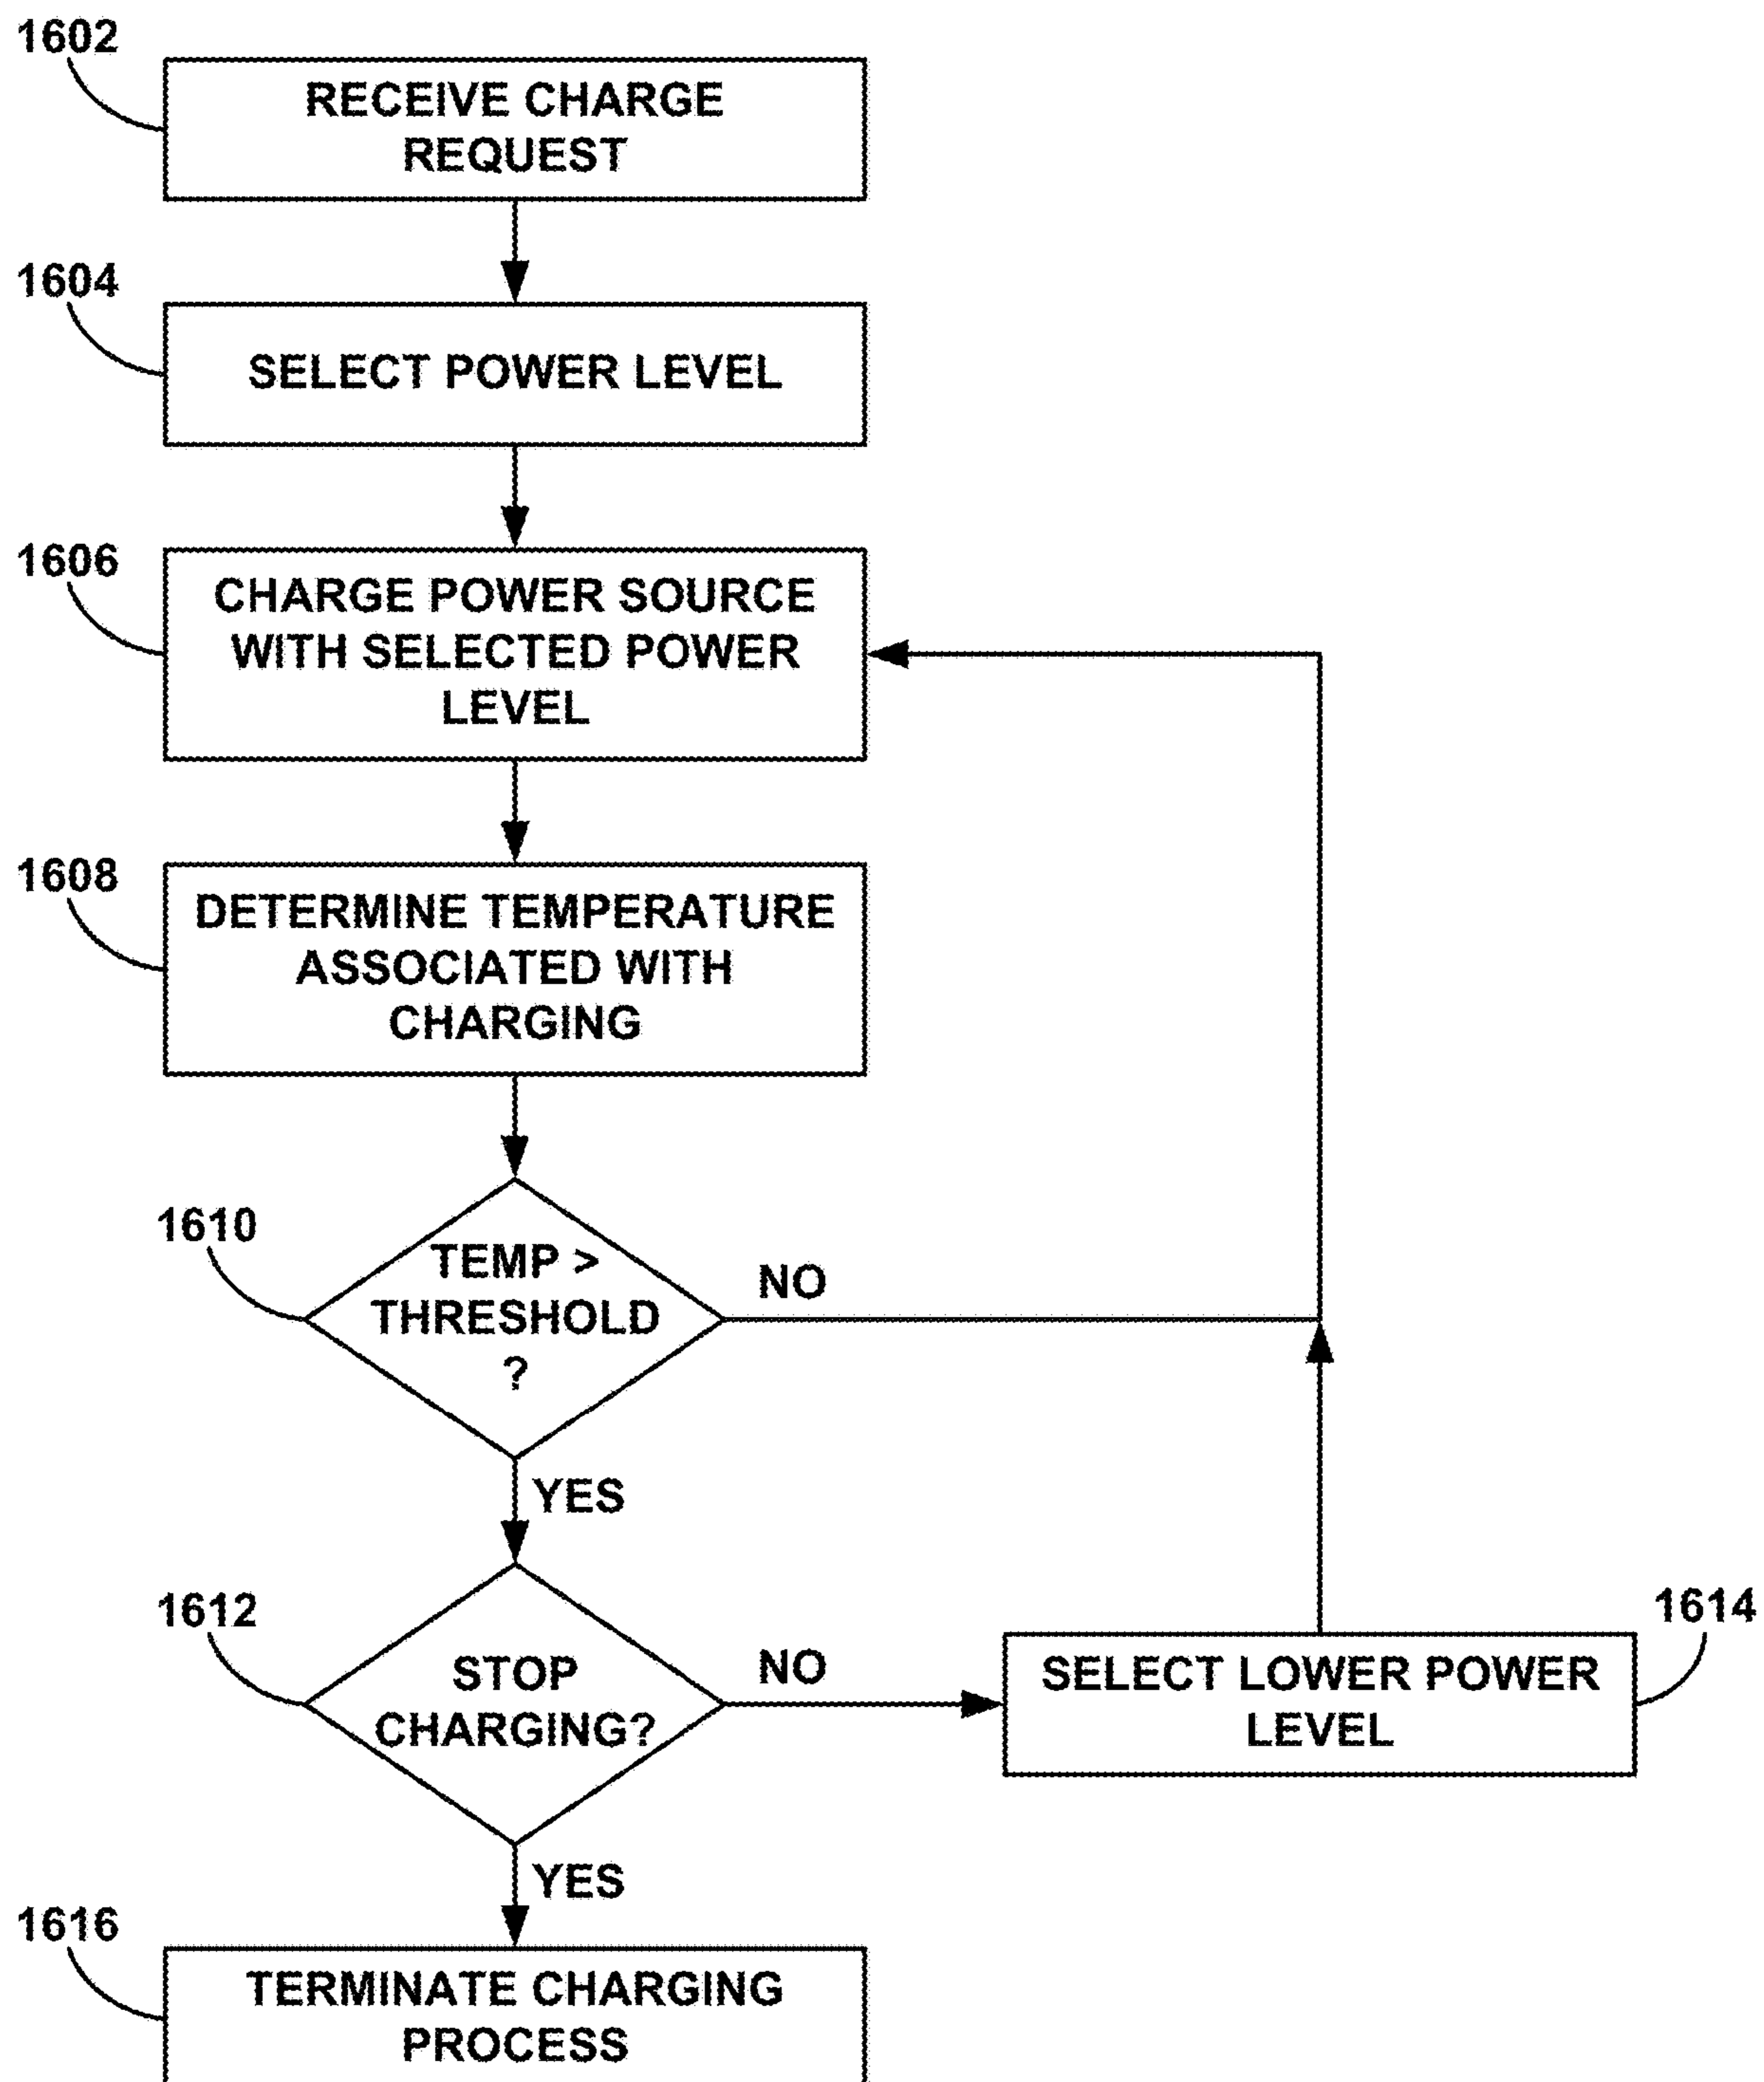 1602
RECEIVE CHARGE
REQUEST
1604
SELECT POWER LEVEL
1606
CHARGE POWER SOURCE
WITH SELECTED POWER
LEVEL
1608
DETERMINE TEMPERATURE
ASSOCIATED WITH
CHARGING
1610
TEMP >
THRESHOLD
?
NO
YES
1612
STOP
CHARGING?
NO
1614
SELECT LOWER POWER
LEVEL
YES
1616
TERMINATE CHARGING
PROCESS